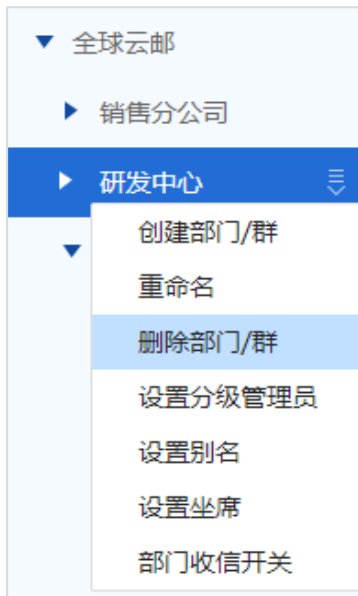 全球云邮
销售分公司
研发中心
创建部门/群
重命名
删除部门/群
设置分级管理员
设置别名
设置坐席
部门收信开关